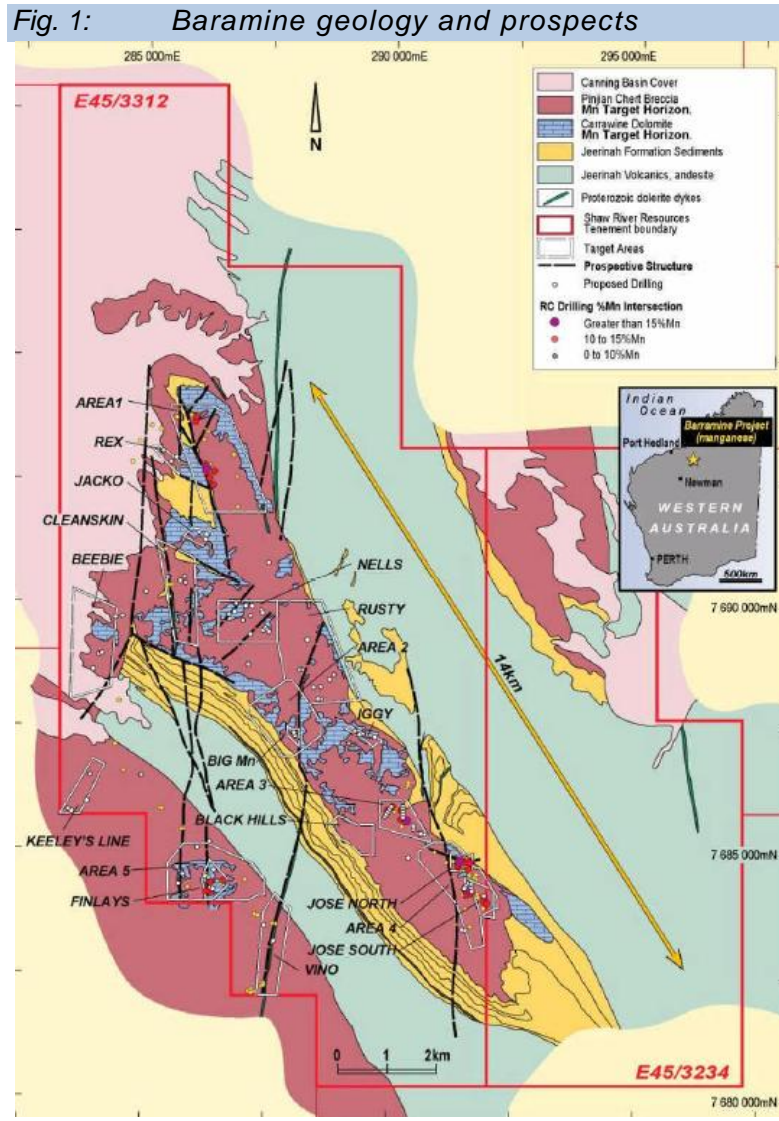 Fig. 1: Baramine geology and prospects
285 000mE
290 000mE
295 000mE
E45/3312
N
Canning Basin Cover
Pinjian Chert Breccia
Mn Target Horizon.
Carrawine Dolomite
Mn Target Horizon.
Jeerinah Formation Sediments
Jeerinah Volcanics, andesite
Proterozoic dolerite dykes
Shaw River Resources
Tenement boundary
Target Areas
Prospective Structure
Proposed Drilling
RC Drilling %Mn Intersection
Greater than 15%Mn
10 to 15%Mn
0 to 10%Mn
Indian
Ocean
Barramine Project
(manganese)
Port Hedland
Newman
WESTERN
AUSTRALIA
PERTH
500km
AREA1
REX
JACKO
CLEANSKIN
BEEBIE
NELLS
RUSTY
AREA 2
IGGY
14km
7 690 000mN
BIG Mn
AREA 3
BLACK HILLS
KEELEY'S LINE
AREA 5
FINLAYS
7 685 000mN
JOSE NORTH
AREA 4
JOSE SOUTH
VINO
0 1 2km
E45/3234
7 680 000mN